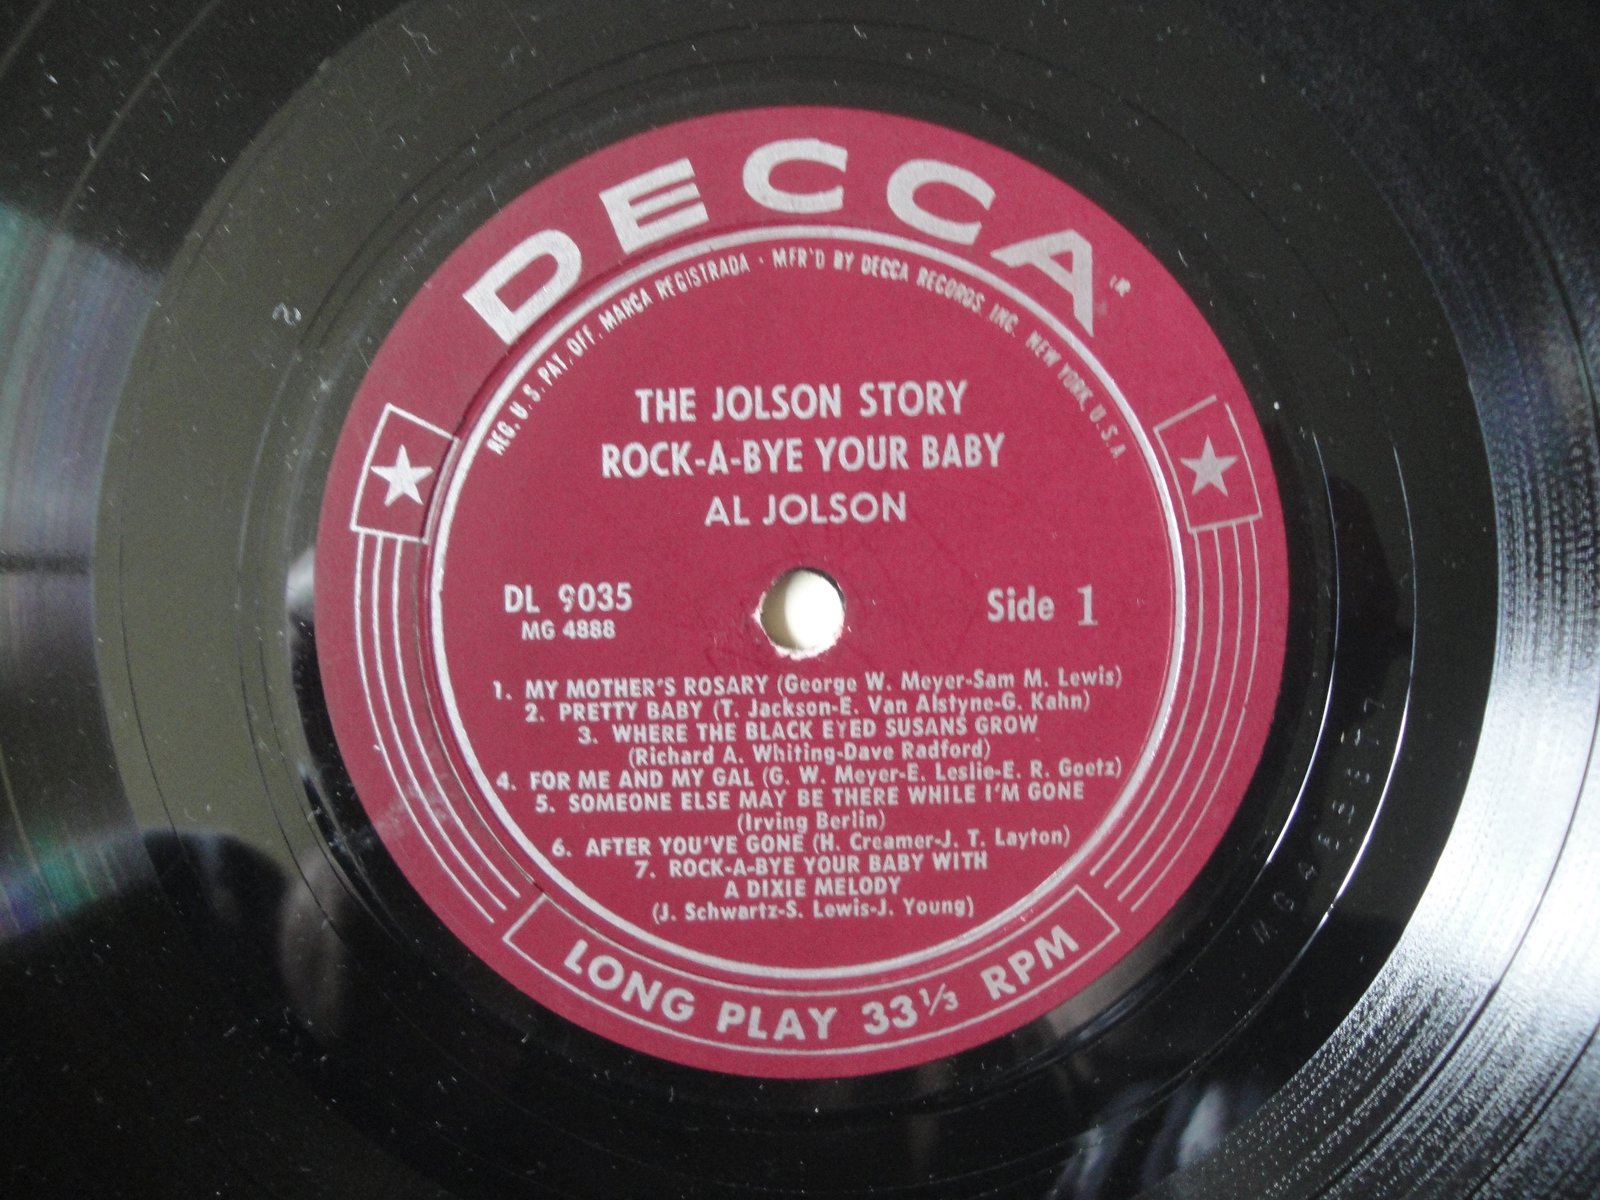 DECCA
REG. U.S. PAT. OFF. MARCA REGISTRADA · MFR'D BY DECCA RECORDS, INC. NEW YORK, U.S.A.
THE JOLSON STORY
ROCK-A-BYE YOUR BABY
AL JOLSON
DL 9035
MG 4888
Side 1
1. MY MOTHER'S ROSARY (George W. Meyer-Sam M. Lewis)
2. PRETTY BABY (T. Jackson-E. Van Alstyne-G. Kahn)
3. WHERE THE BLACK EYED SUSANS GROW
(Richard A. Whiting-Dave Radford)
4. FOR ME AND MY GAL (G. W. Meyer-E. Leslie-E. R. Goetz)
5. SOMEONE ELSE MAY BE THERE WHILE I'M GONE
(Irving Berlin)
6. AFTER YOU'VE GONE (H. Creamer-J. T. Layton)
7. ROCK-A-BYE YOUR BABY WITH
A DIXIE MELODY
(J. Schwartz-S. Lewis-J. Young)
LONG PLAY 33 1/3 RPM